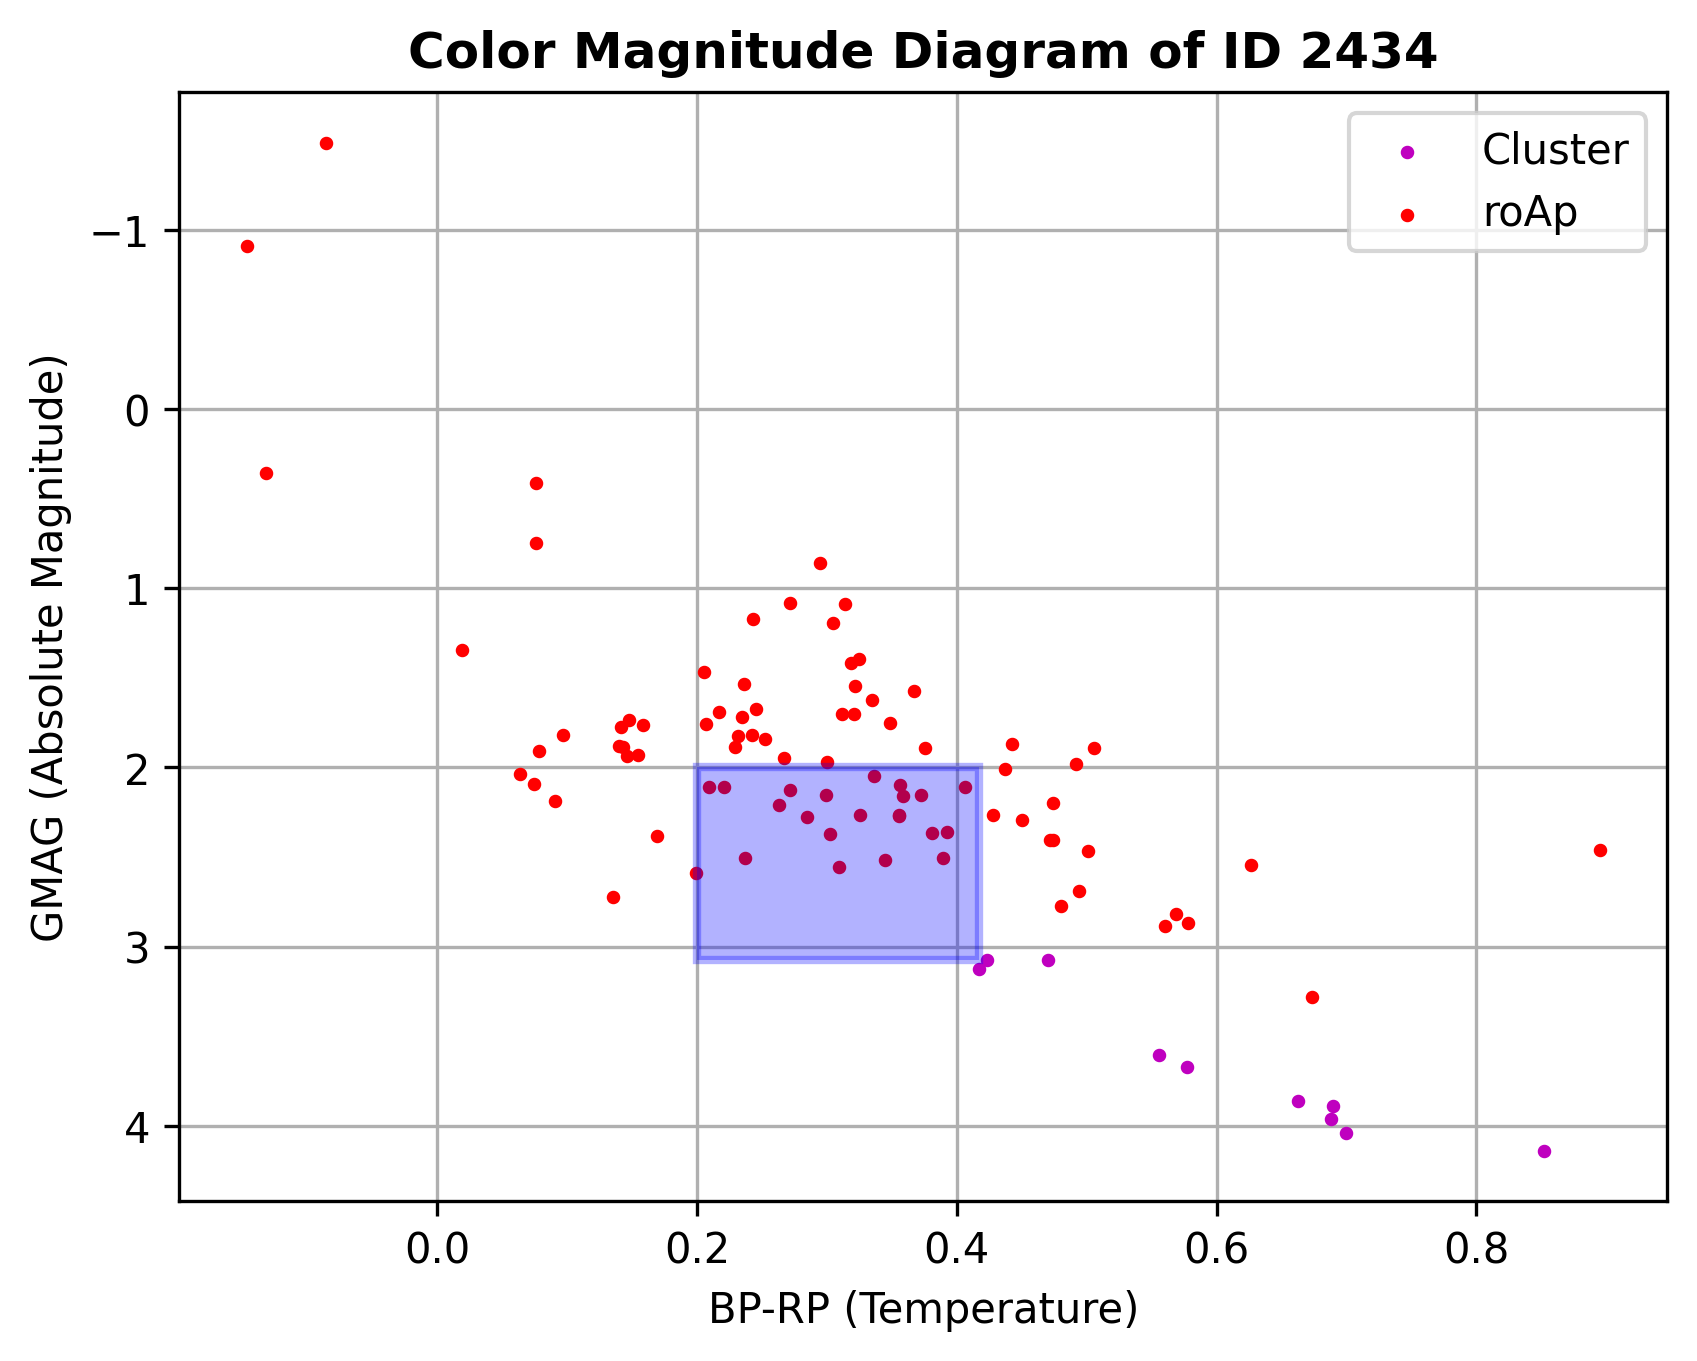 Color Magnitude Diagram of ID 2434
Cluster
roAp
GMAG (Absolute Magnitude)
−1
0
1
2
3
4
0.0 0.2 0.4 0.6 0.8
BP-RP (Temperature)